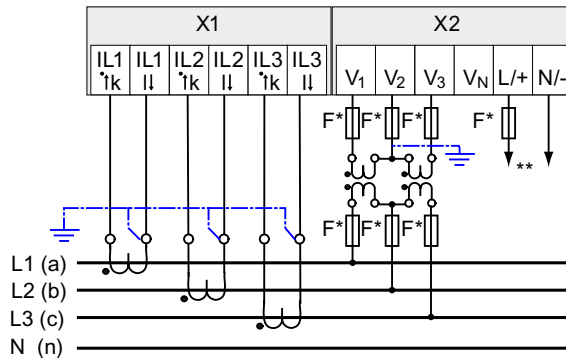 X1 X2
IL1 IL1 IL2 IL2 IL3 IL3 V1 V2 V3 VN L/+ N/-
k l k l k l
F* F* F* F*
**
F* F* F*
L1 (a)
L2 (b)
L3 (c)
N (n)